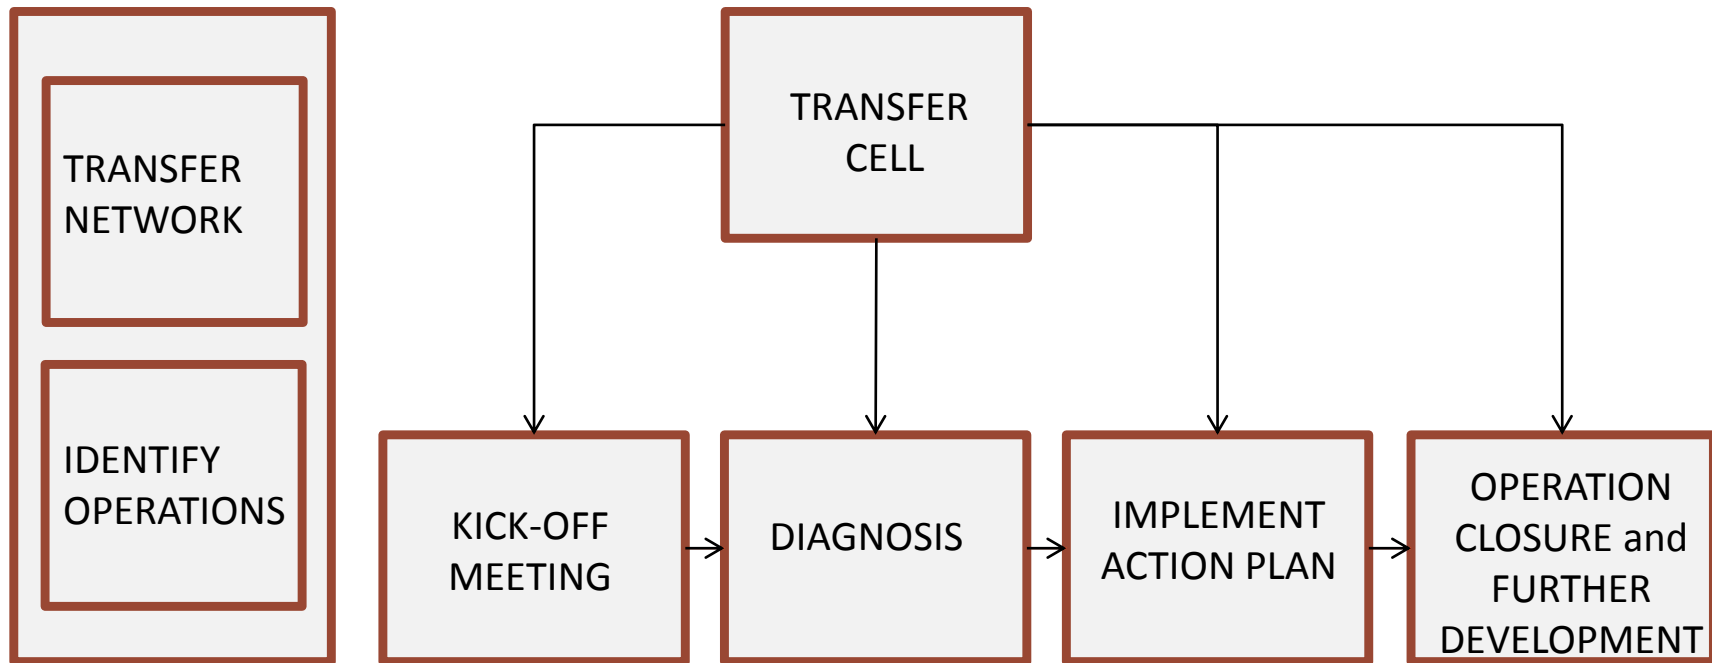 TRANSFER
NETWORK
IDENTIFY
OPERATIONS
TRANSFER
CELL
KICK-OFF
MEETING
DIAGNOSIS
IMPLEMENT
ACTION PLAN
OPERATION
CLOSURE and
FURTHER
DEVELOPMENT